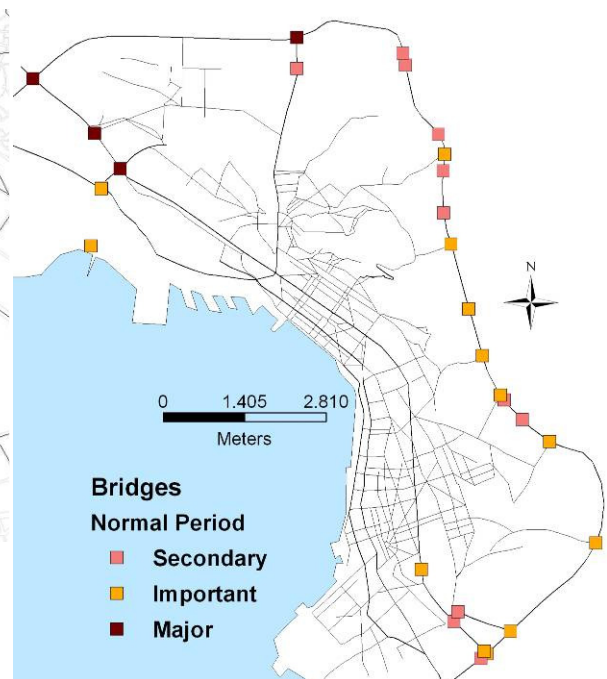 N
0 1.405 2.810
Meters
Bridges
Normal Period
Secondary
Important
Major